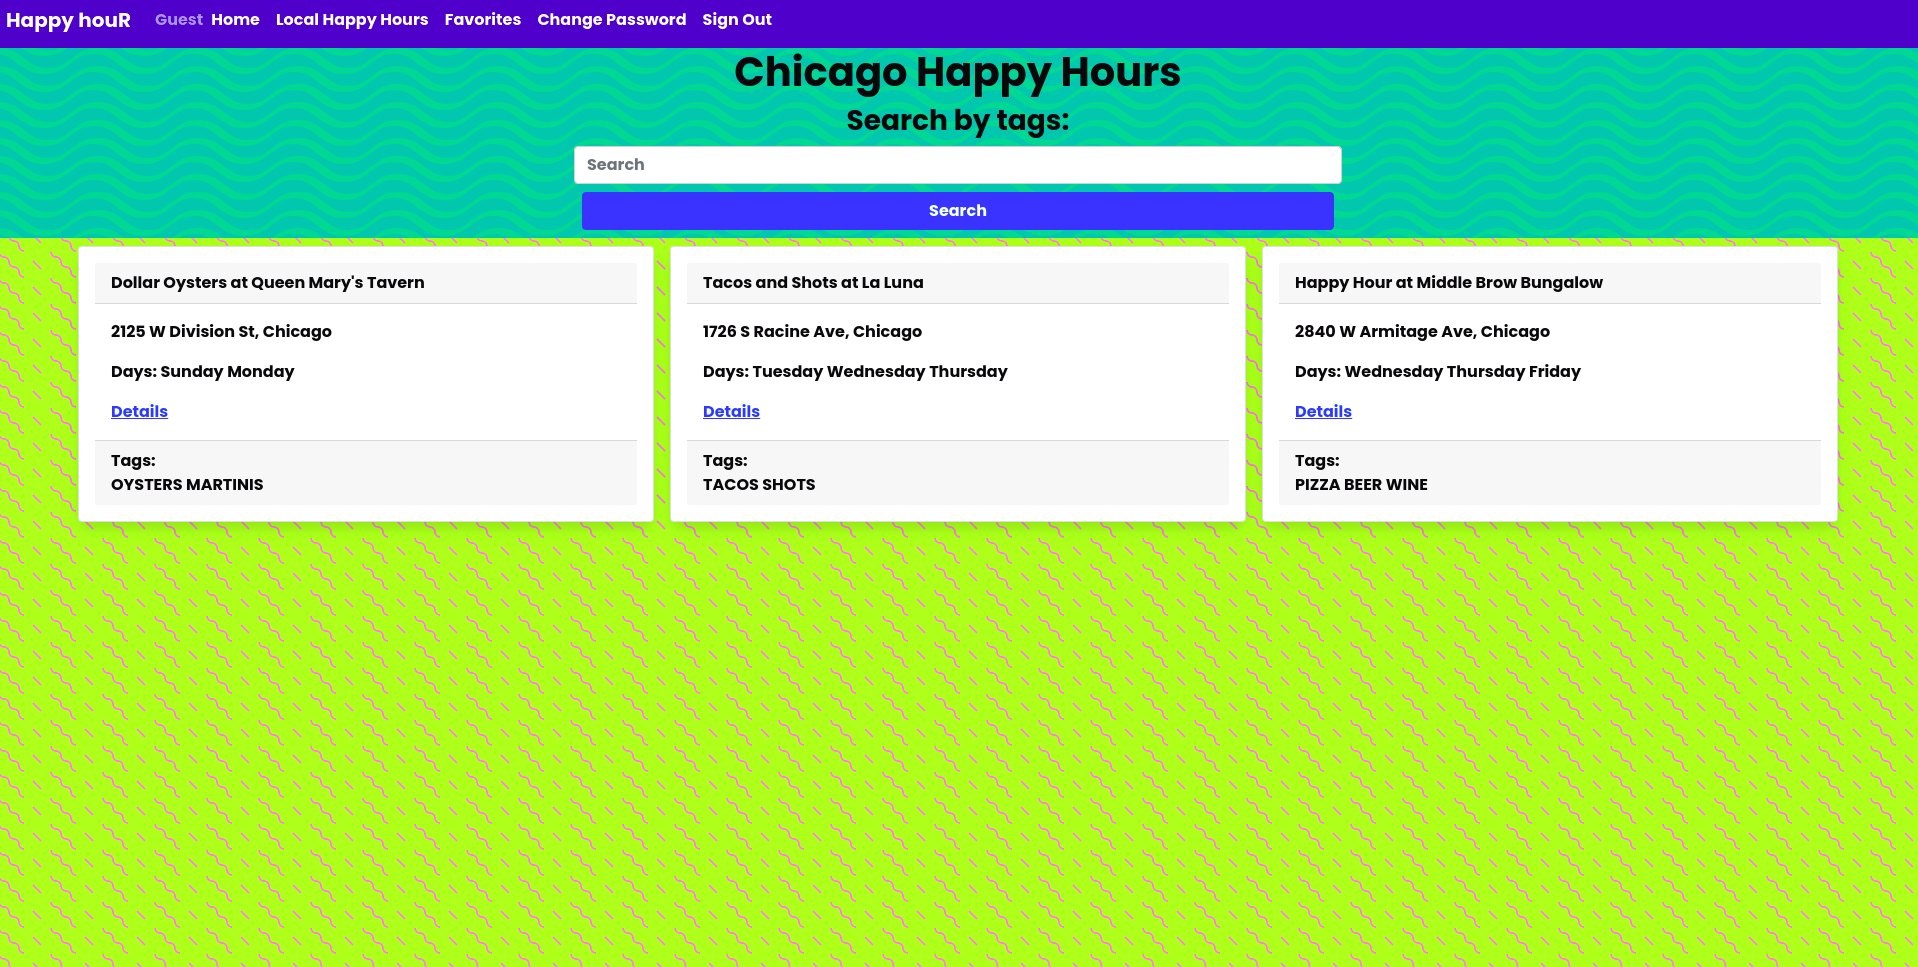 Happy houR Guest Home Local Happy Hours Favorites Change Password Sign Out
Chicago Happy Hours
Search by tags:
Search
Search
Dollar Oysters at Queen Mary's Tavern
2125 W Division St, Chicago
Days: Sunday Monday
Details
Tags:
OYSTERS MARTINIS
Tacos and Shots at La Luna
1726 S Racine Ave, Chicago
Days: Tuesday Wednesday Thursday
Details
Tags:
TACOS SHOTS
Happy Hour at Middle Brow Bungalow
2840 W Armitage Ave, Chicago
Days: Wednesday Thursday Friday
Details
Tags:
PIZZA BEER WINE